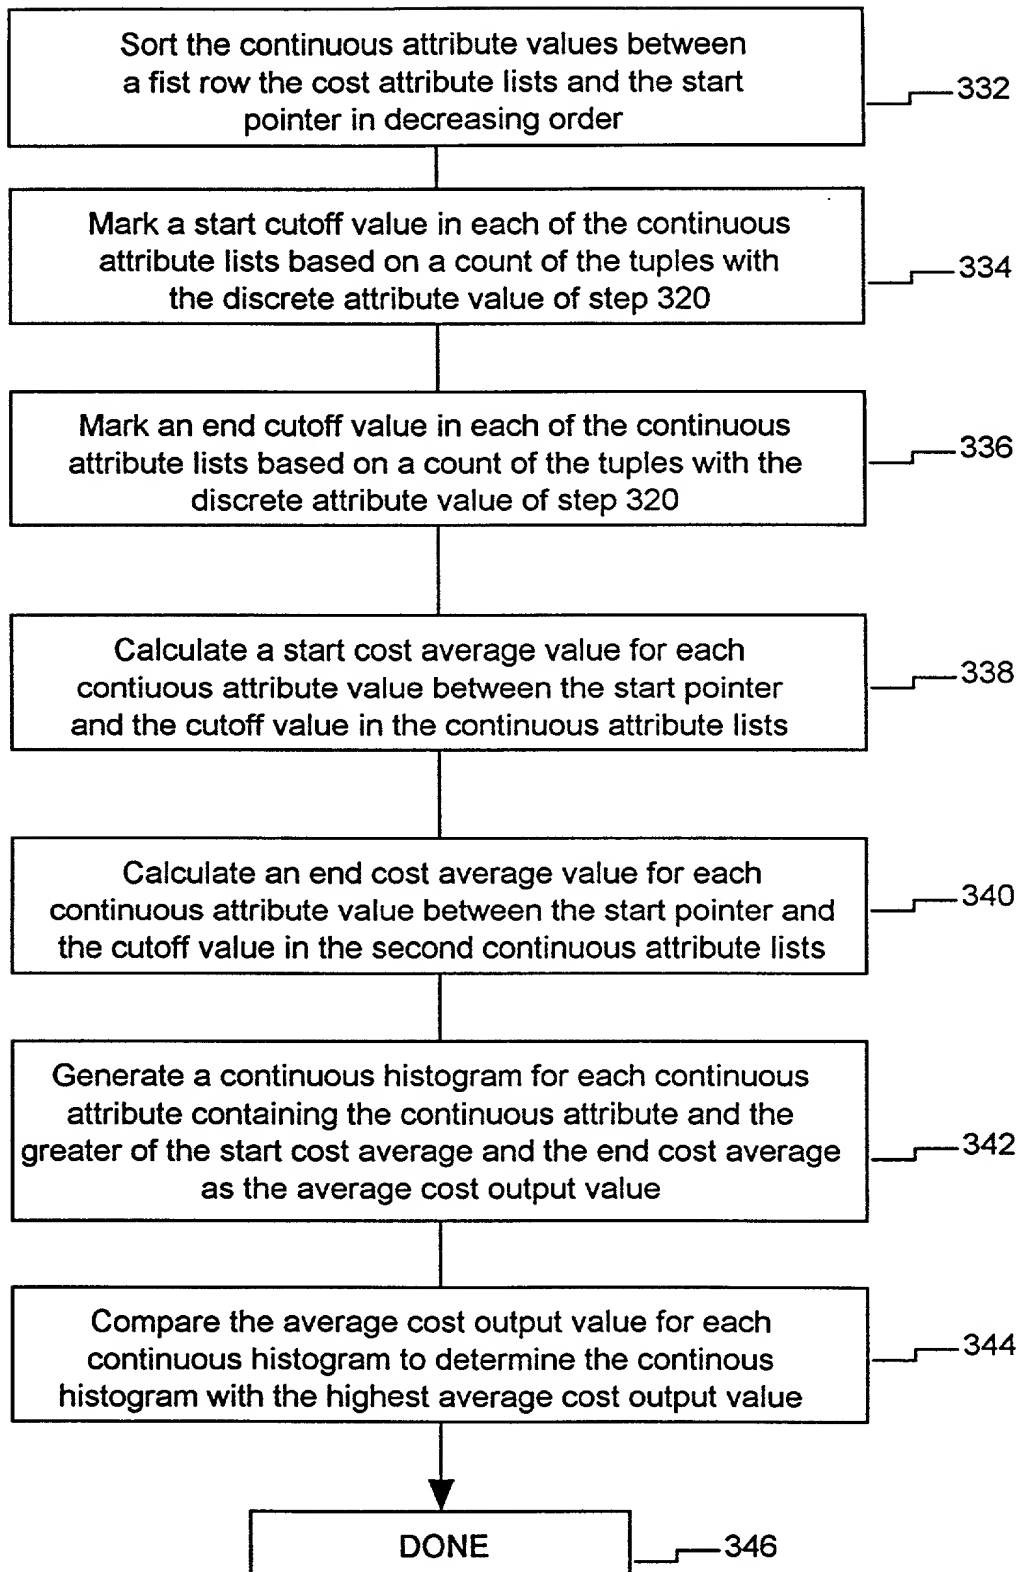 Sort the continuous attribute values between
a fist row the cost attribute lists and the start
pointer in decreasing order
332
Mark a start cutoff value in each of the continuous
attribute lists based on a count of the tuples with
the discrete attribute value of step 320
334
Mark an end cutoff value in each of the continuous
attribute lists based on a count of the tuples with the
discrete attribute value of step 320
336
Calculate a start cost average value for each
contiuous attribute value between the start pointer
and the cutoff value in the continuous attribute lists
338
Calculate an end cost average value for each
continuous attribute value between the start pointer and
the cutoff value in the second continuous attribute lists
340
Generate a continuous histogram for each continuous
attribute containing the continuous attribute and the
greater of the start cost average and the end cost average
as the average cost output value
342
Compare the average cost output value for each
continuous histogram to determine the continous
histogram with the highest average cost output value
344
DONE
346